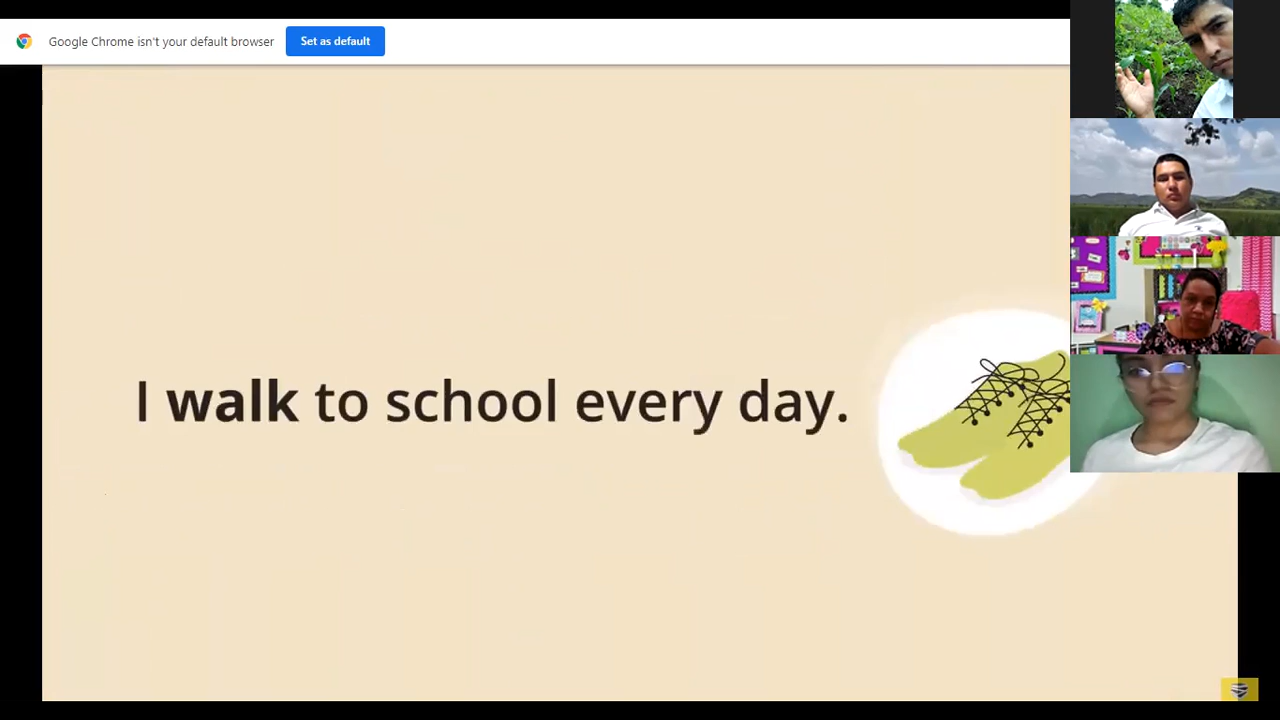 Google Chrome isn't your default browser
Set as default
I walk to school every day.